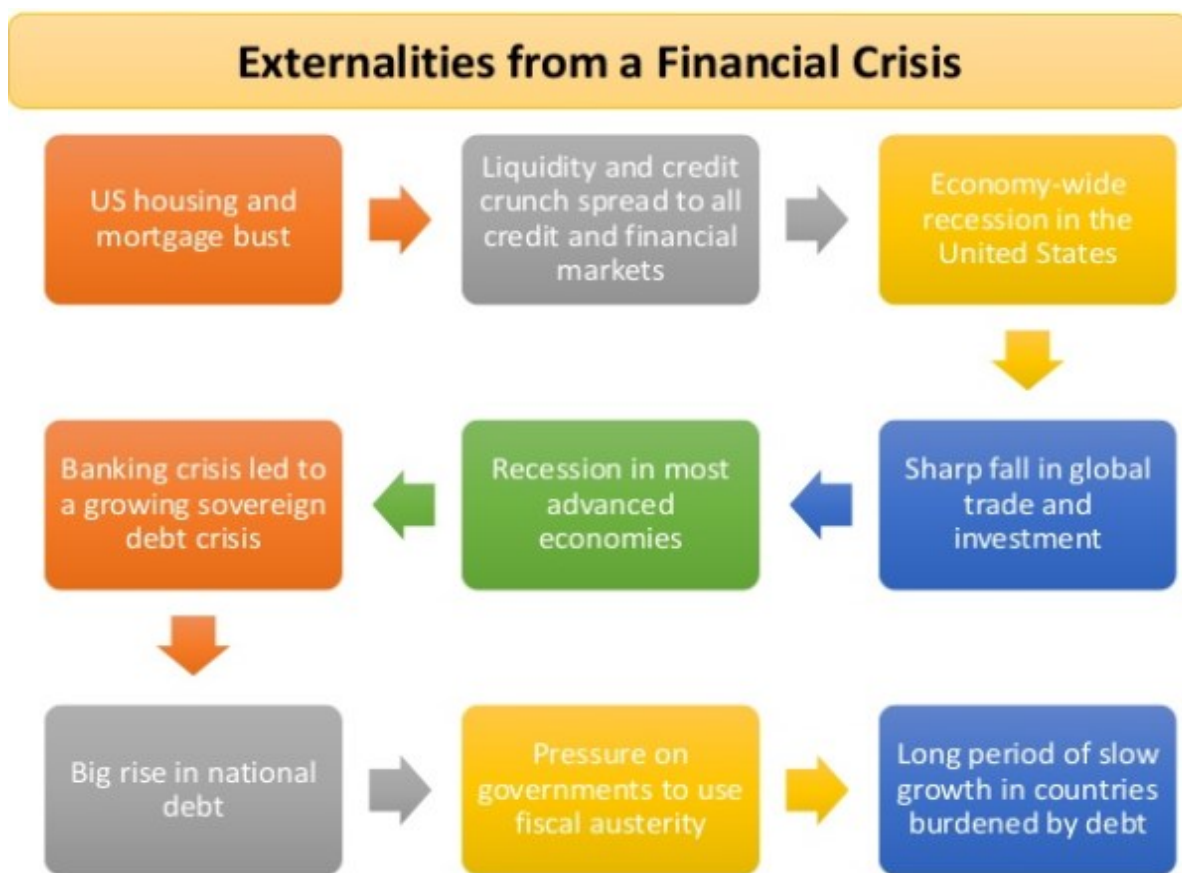 Externalities from a Financial Crisis
US housing and
mortgage bust
Liquidity and credit
crunch spread to all
credit and financial
markets
Economy-wide
recession in the
United States
Sharp fall in global
trade and
investment
Recession in most
advanced
economies
Banking crisis led to
a growing sovereign
debt crisis
Big rise in national
debt
Pressure on
governments to use
fiscal austerity
Long period of slow
growth in countries
burdened by debt